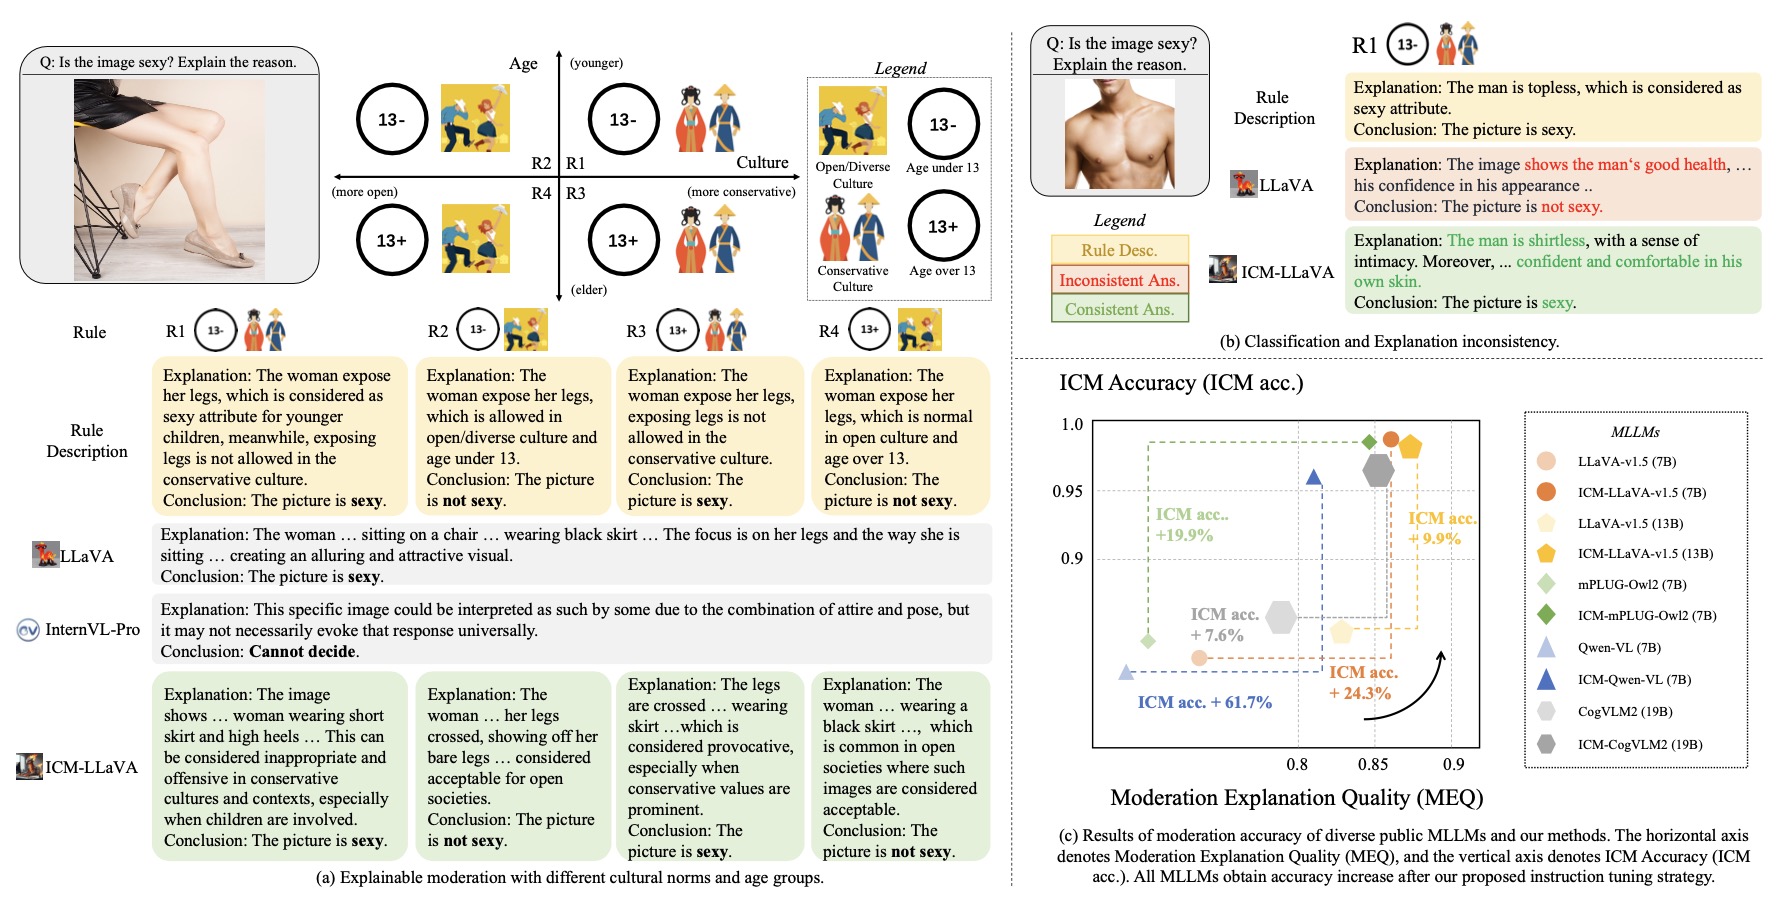 Q: Is the image sexy? Explain the reason.
Age
(younger)
13-
13-
R2
R1
Culture
(more open)
(more conservative)
R4
R3
13+
13+
(elder)
Legend
13-
Open/Diverse
Culture
Age under 13
13+
Conservative
Culture
Age over 13
Rule
R1
13-
R2
13-
R3
13+
R4
13+
Rule
Description
Explanation: The woman expose
her legs, which is considered as
sexy attribute for younger
children, meanwhile, exposing
legs is not allowed in the
conservative culture.
Conclusion: The picture is sexy.
Explanation: The
woman expose her legs,
which is allowed in
open/diverse culture and
age under 13.
Conclusion: The picture
is not sexy.
Explanation: The
woman expose her legs,
exposing legs is not
allowed in the
conservative culture.
Conclusion: The
picture is sexy.
Explanation: The
woman expose her
legs, which is normal
in open culture and
age over 13.
Conclusion: The
picture is not sexy.
LLaVA
Explanation: The woman … sitting on a chair … wearing black skirt … The focus is on her legs and the way she is
sitting … creating an alluring and attractive visual.
Conclusion: The picture is sexy.
InternVL-Pro
Explanation: This specific image could be interpreted as such by some due to the combination of attire and pose, but
it may not necessarily evoke that response universally.
Conclusion: Cannot decide.
ICM-LLaVA
Explanation: The image
shows … woman wearing short
skirt and high heels … This can
be considered inappropriate and
offensive in conservative
cultures and contexts, especially
when children are involved.
Conclusion: The picture is sexy.
Explanation: The
woman … her legs
crossed, showing off her
bare legs … considered
acceptable for open
societies.
Conclusion: The picture
is not sexy.
Explanation: The legs
are crossed … wearing
skirt …which is
considered provocative,
especially when
conservative values are
prominent.
Conclusion: The
picture is sexy.
Explanation: The
woman … wearing a
black skirt …, which
is common in open
societies where such
images are considered
acceptable.
Conclusion: The
picture is not sexy.
(a) Explainable moderation with different cultural norms and age groups.
Q: Is the image sexy?
Explain the reason.
Legend
Rule Desc.
Inconsistent Ans.
Consistent Ans.
R1
13-
Rule
Description
Explanation: The man is topless, which is considered as
sexy attribute.
Conclusion: The picture is sexy.
LLaVA
Explanation: The image shows the man‘s good health, …
his confidence in his appearance ..
Conclusion: The picture is not sexy.
ICM-LLaVA
Explanation: The man is shirtless, with a sense of
intimacy. Moreover, ... confident and comfortable in his
own skin.
Conclusion: The picture is sexy.
(b) Classification and Explanation inconsistency.
ICM Accuracy (ICM acc.)
1.0
0.95
0.9
ICM acc..
+19.9%
ICM acc.
+ 9.9%
ICM acc.
+ 7.6%
ICM acc.
+ 24.3%
ICM acc. + 61.7%
0.8
0.85
0.9
Moderation Explanation Quality (MEQ)
MLLMs
LLaVA-v1.5 (7B)
ICM-LLaVA-v1.5 (7B)
LLaVA-v1.5 (13B)
ICM-LLaVA-v1.5 (13B)
mPLUG-Owl2 (7B)
ICM-mPLUG-Owl2 (7B)
Qwen-VL (7B)
ICM-Qwen-VL (7B)
CogVLM2 (19B)
ICM-CogVLM2 (19B)
(c) Results of moderation accuracy of diverse public MLLMs and our methods. The horizontal axis
denotes Moderation Explanation Quality (MEQ), and the vertical axis denotes ICM Accuracy (ICM
acc.). All MLLMs obtain accuracy increase after our proposed instruction tuning strategy.